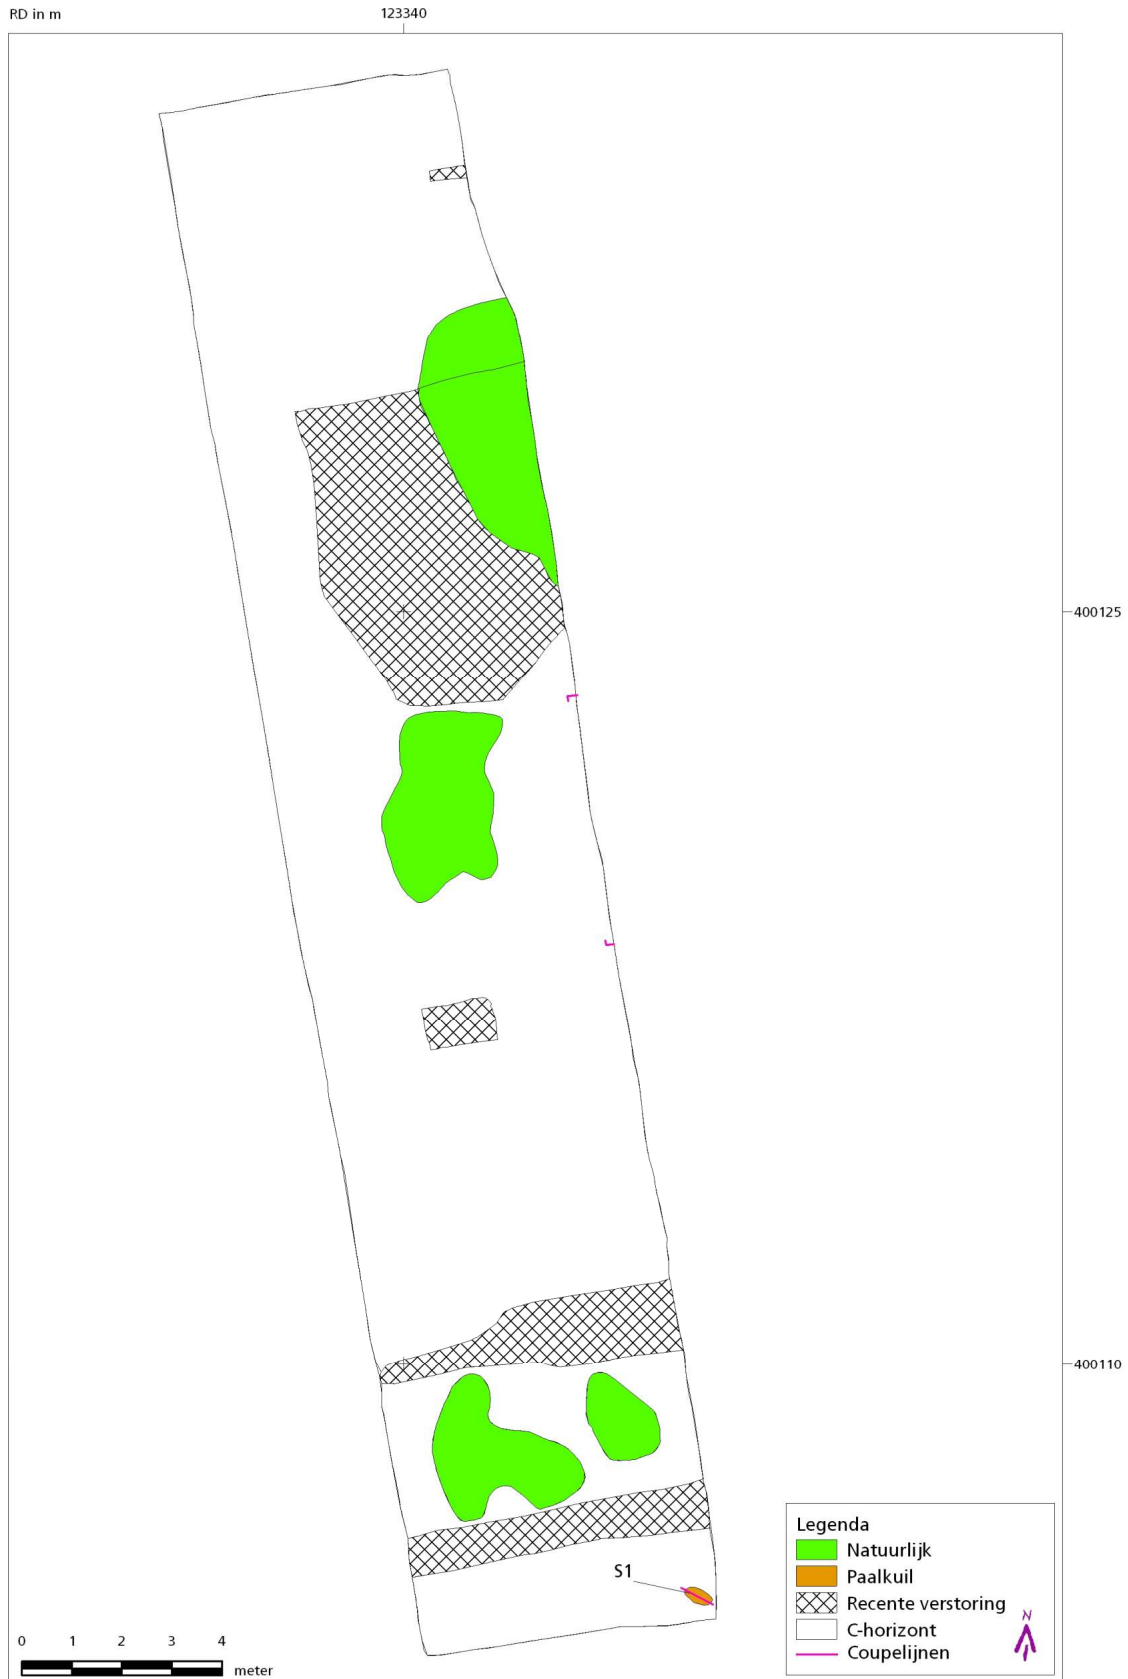 RD in m
123340
400125
400110
S1
Legenda
Natuurlijk
Paalkuil
Recente verstoring
C-horizont
Coupelijnen
N
0 1 2 3 4
meter